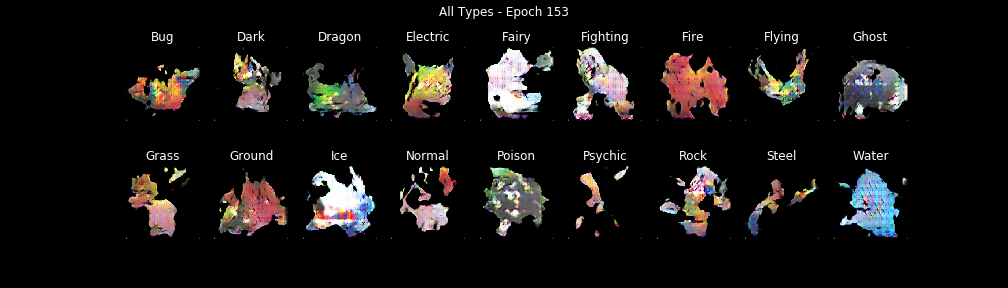 All Types - Epoch 153
Bug Dark Dragon Electric Fairy Fighting Fire Flying Ghost
Grass Ground Ice Normal Poison Psychic Rock Steel Water